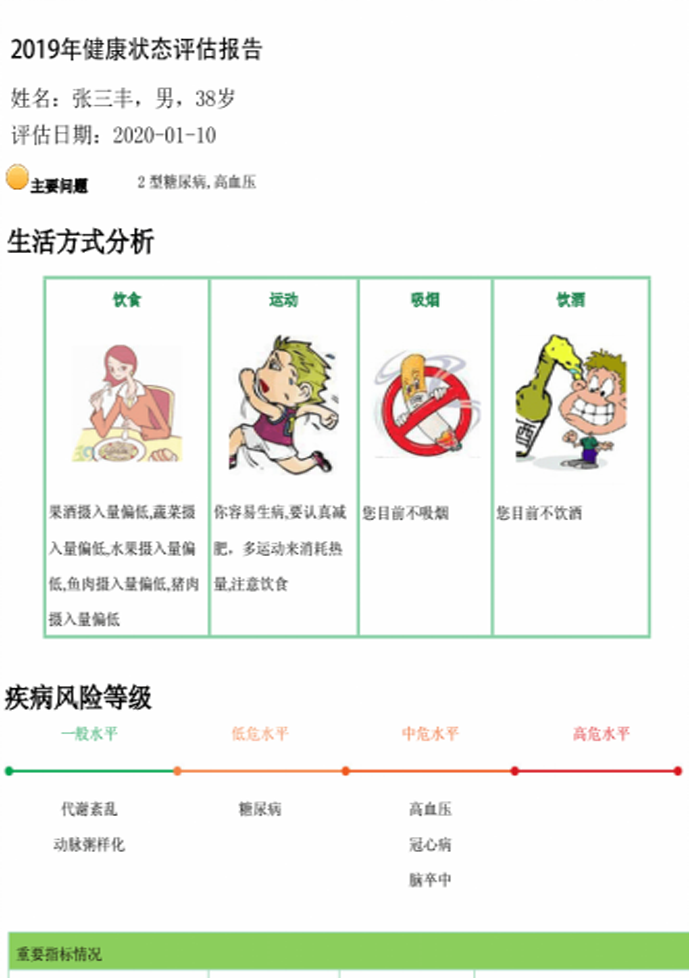 2019年健康状态评估报告
姓名：张三丰，男，38岁
评估日期：2020-01-10
主要问题 2 型糖尿病,高血压
生活方式分析
饮食 运动 吸烟 饮酒
酒
果酒摄入量偏低,蔬菜摄
入量偏低,水果摄入量偏
低,鱼肉摄入量偏低,猪肉
摄入量偏低
你容易生病,要认真减
肥，多运动来消耗热
量,注意饮食
您目前不吸烟
您目前不饮酒
疾病风险等级
一般水平 低危水平 中危水平 高危水平
代谢紊乱 糖尿病 高血压
动脉粥样化 冠心病
脑卒中
重要指标情况